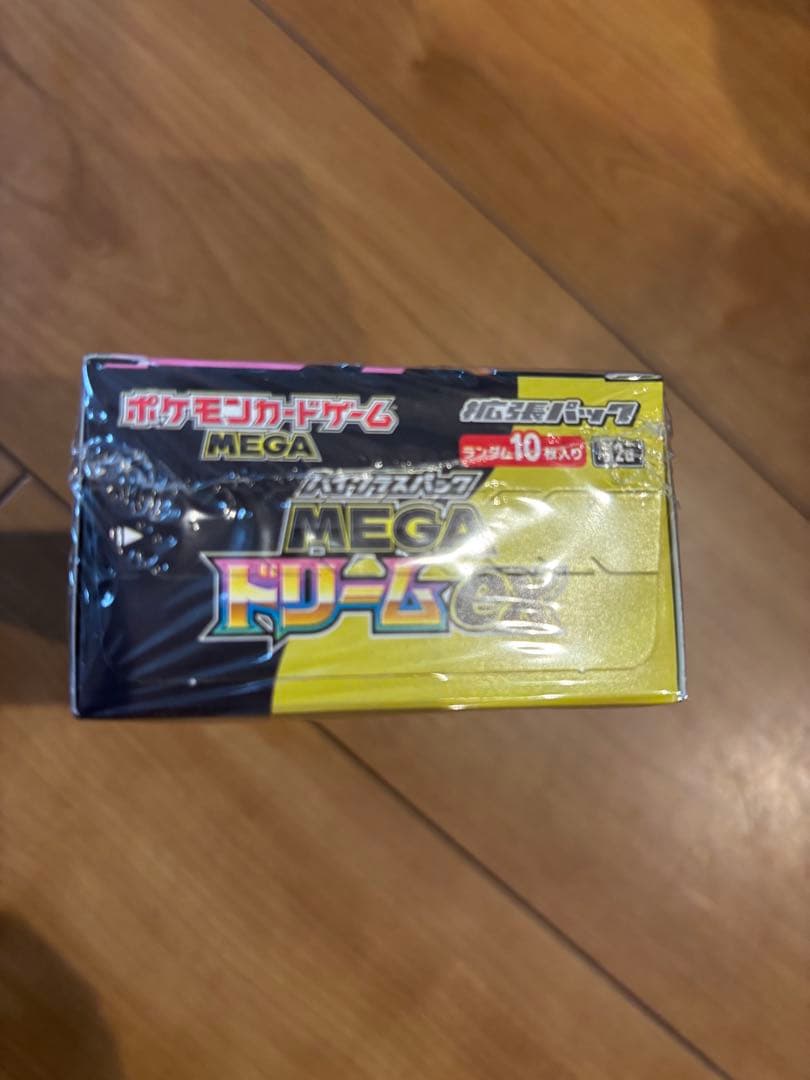 ポケモンカードゲーム
MEGA
拡張パック
ランダム10枚入り
ハイクラスパック
MEGA
ドリームex